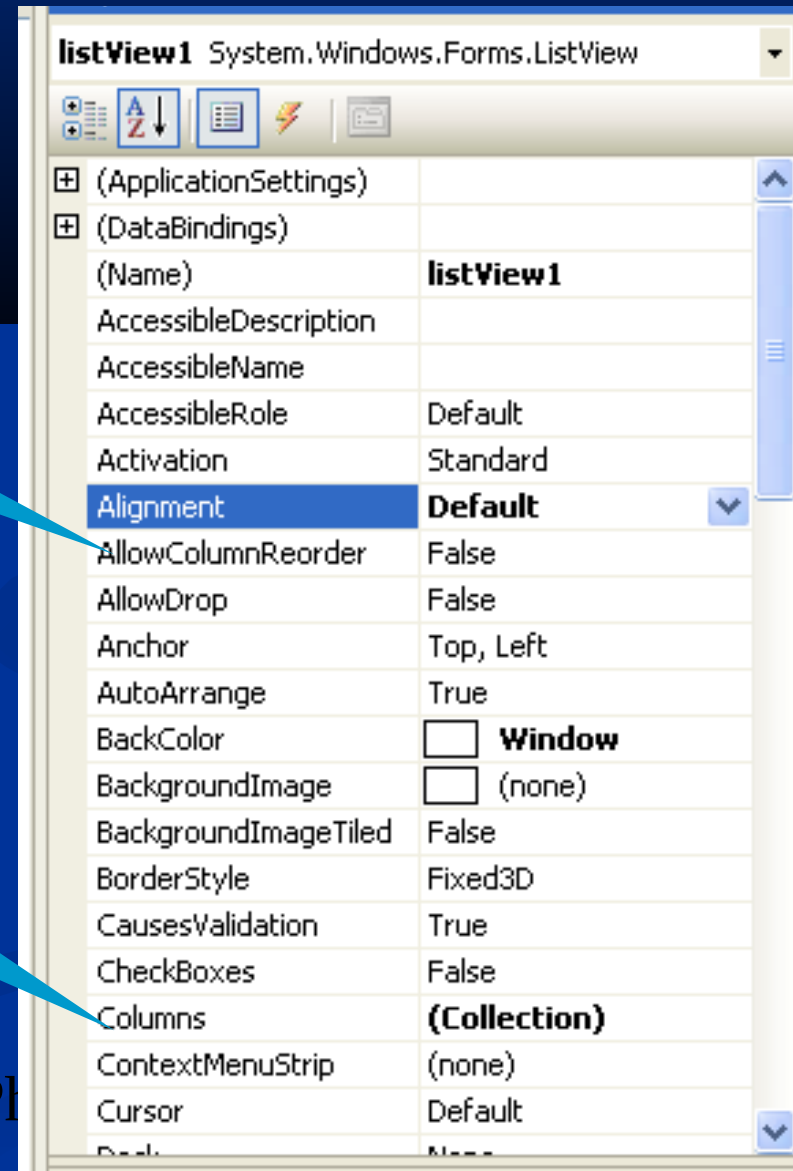 listView1 System.Windows.Forms.ListView
(ApplicationSettings)
(DataBindings)
(Name) listView1
AccessibleDescription
AccessibleName
AccessibleRole Default
Activation Standard
Alignment Default
AllowColumnReorder False
AllowDrop False
Anchor Top, Left
AutoArrange True
BackColor Window
BackgroundImage (none)
BackgroundImageTiled False
BorderStyle Fixed3D
CausesValidation True
CheckBoxes False
Columns (Collection)
ContextMenuStrip (none)
Cursor Default